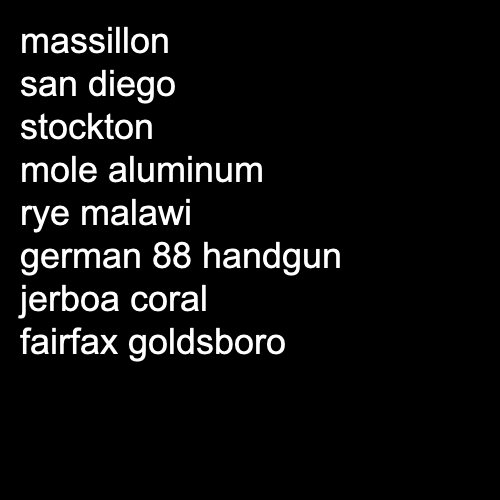 massillon
san diego
stockton
mole aluminum
rye malawi
german 88 handgun
jerboa coral
fairfax goldsboro